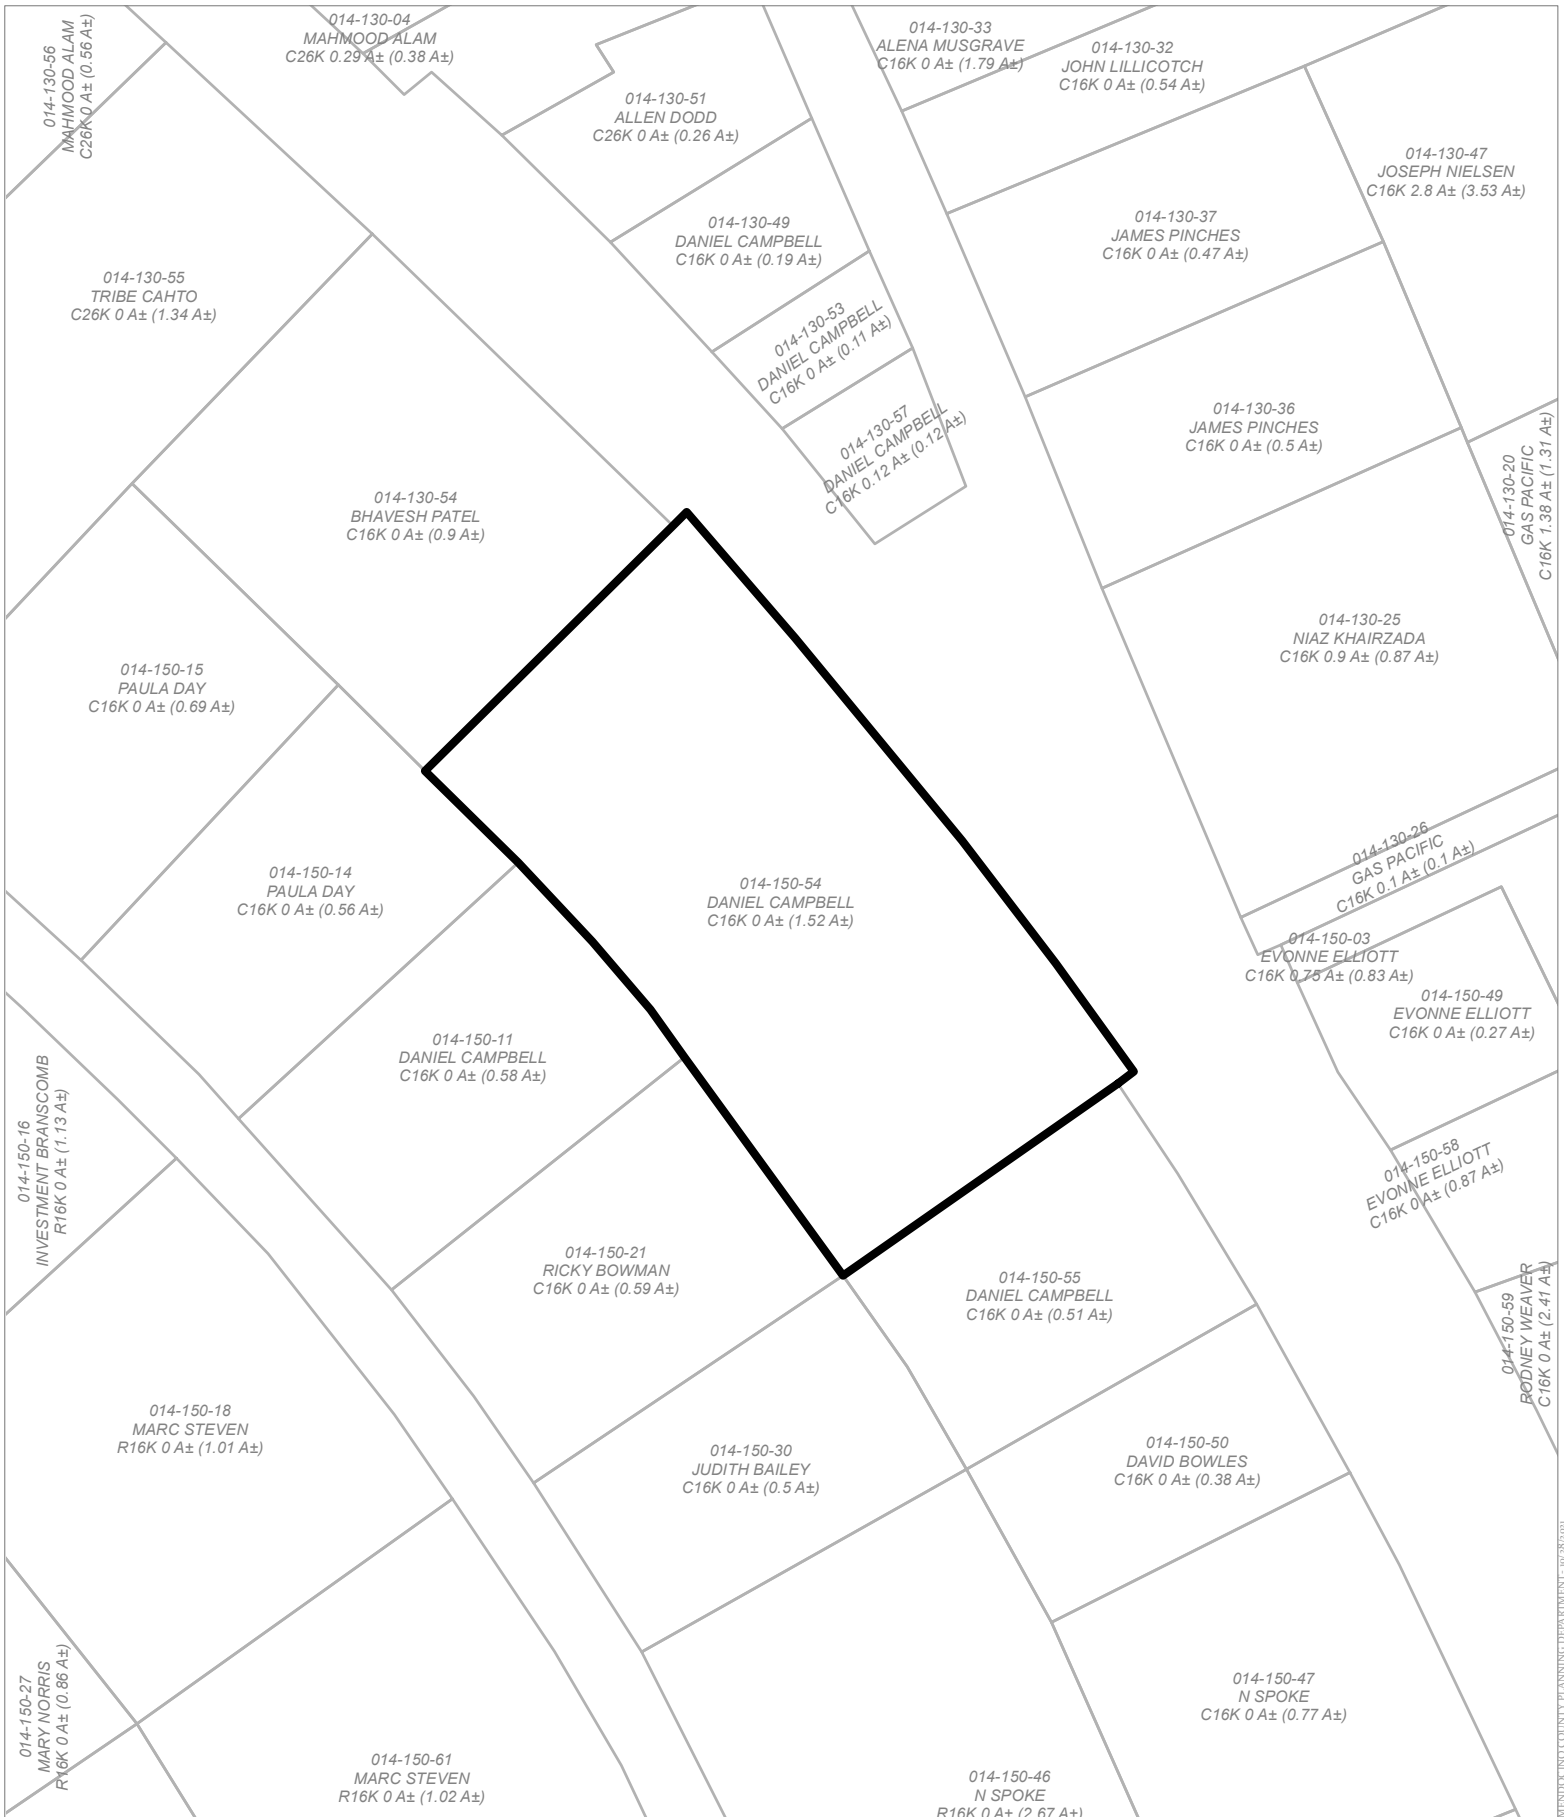 014-130-56
MAHMOOD ALAM
C26K 0 A± (0.56 A±)
014-130-04
MAHMOOD ALAM
C26K 0.29 A± (0.38 A±)
014-130-51
ALLEN DODD
C26K 0 A± (0.26 A±)
014-130-33
ALENA MUSGRAVE
C16K 0 A± (1.79 A±)
014-130-32
JOHN LILLICOTCH
C16K 0 A± (0.54 A±)
014-130-47
JOSEPH NIELSEN
C16K 2.8 A± (3.53 A±)
014-130-49
DANIEL CAMPBELL
C16K 0 A± (0.19 A±)
014-130-37
JAMES PINCHES
C16K 0 A± (0.47 A±)
014-130-55
TRIBE CAHTO
C26K 0 A± (1.34 A±)
014-130-53
DANIEL CAMPBELL
C16K 0 A± (0.11 A±)
014-130-57
DANIEL CAMPBELL
C16K 0.12 A± (0.12 A±)
014-130-36
JAMES PINCHES
C16K 0 A± (0.5 A±)
014-130-20
GAS PACIFIC
C16K 1.38 A± (1.31 A±)
014-130-54
BHAVESH PATEL
C16K 0 A± (0.9 A±)
014-130-25
NIAZ KHAIRZADA
C16K 0.9 A± (0.87 A±)
014-150-15
PAULA DAY
C16K 0 A± (0.69 A±)
014-130-26
GAS PACIFIC
C16K 0.1 A± (0.1 A±)
014-150-14
PAULA DAY
C16K 0 A± (0.56 A±)
014-150-54
DANIEL CAMPBELL
C16K 0 A± (1.52 A±)
014-150-03
EVONNE ELLIOTT
C16K 0.75 A± (0.83 A±)
014-150-49
EVONNE ELLIOTT
C16K 0 A± (0.27 A±)
014-150-11
DANIEL CAMPBELL
C16K 0 A± (0.58 A±)
014-150-16
INVESTMENT BRANSCOMB
R16K 0 A± (1.13 A±)
014-150-58
EVONNE ELLIOTT
C16K 0 A± (0.87 A±)
014-150-21
RICKY BOWMAN
C16K 0 A± (0.59 A±)
014-150-55
DANIEL CAMPBELL
C16K 0 A± (0.51 A±)
014-150-59
RODNEY WEAVER
C16K 0 A± (2.41 A±)
014-150-18
MARC STEVEN
R16K 0 A± (1.01 A±)
014-150-30
JUDITH BAILEY
C16K 0 A± (0.5 A±)
014-150-50
DAVID BOWLES
C16K 0 A± (0.38 A±)
014-150-27
MARY NORRIS
R16K 0 A± (0.86 A±)
014-150-47
N SPOKE
C16K 0 A± (0.77 A±)
014-150-61
MARC STEVEN
R16K 0 A± (1.02 A±)
014-150-46
N SPOKE
R16K 0 A± (2.67 A±)
MENDOCINO COUNTY PLANNING DEPARTMENT - 10/28/2021